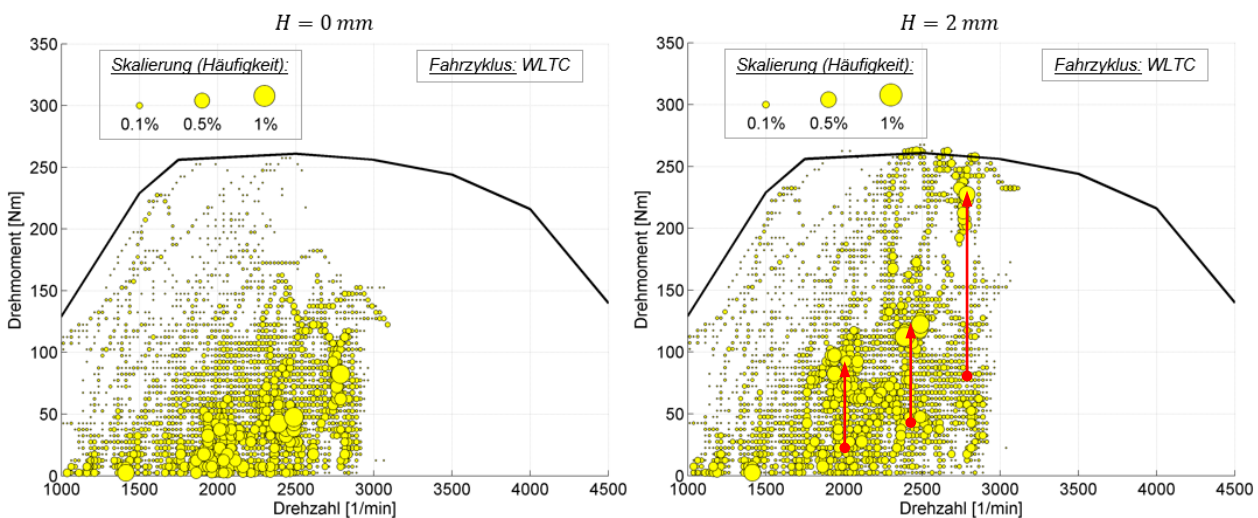 H = 0 mm
350
300
250
200
150
100
50
0
Drehmoment [Nm]
Skalierung (Häufigkeit):
0.1% 0.5% 1%
Fahrzyklus: WLTC
1000 1500 2000 2500 3000 3500 4000 4500
Drehzahl [1/min]
H = 2 mm
350
300
250
200
150
100
50
0
Drehmoment [Nm]
Skalierung (Häufigkeit):
0.1% 0.5% 1%
Fahrzyklus: WLTC
1000 1500 2000 2500 3000 3500 4000 4500
Drehzahl [1/min]